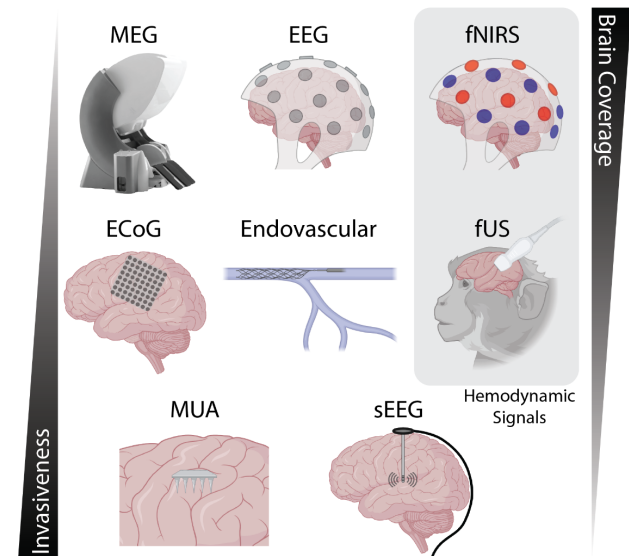 MEG
EEG
fNIRS
Brain Coverage
ECoG
Endovascular
fUS
Hemodynamic
Signals
MUA
sEEG
Invasiveness